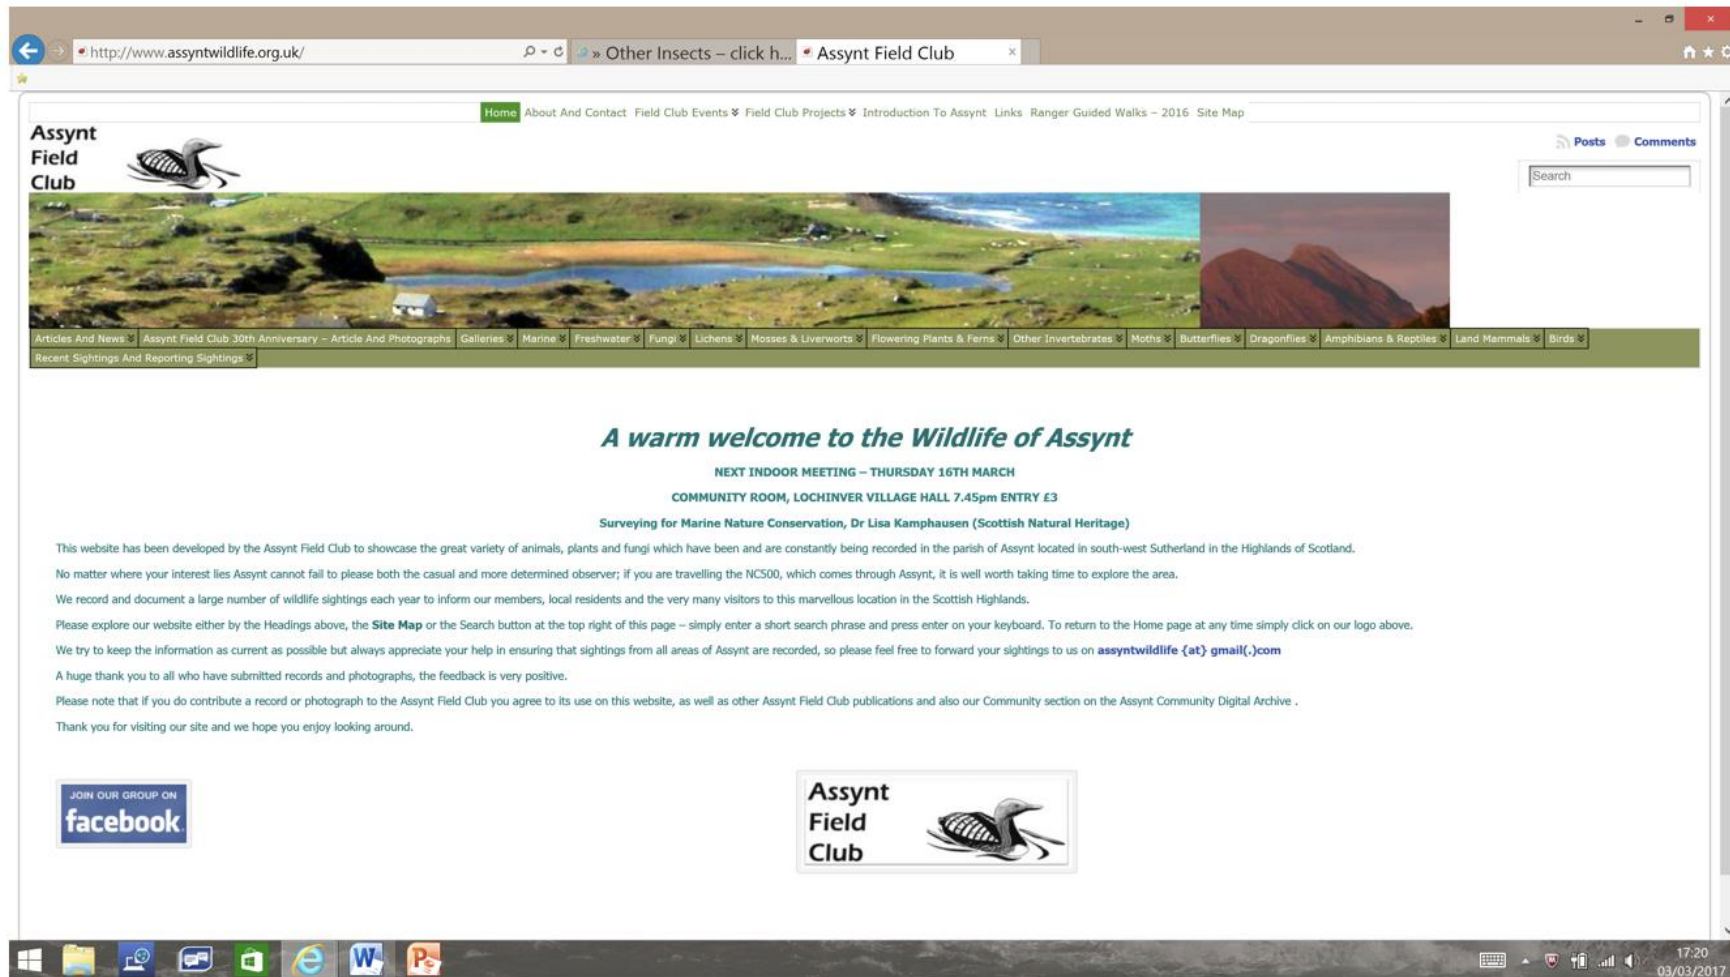 http://www.assyntwildlife.org.uk/
» Other Insects – click h...
Assynt Field Club
Home About And Contact Field Club Events Field Club Projects Introduction To Assynt Links Ranger Guided Walks – 2016 Site Map
Assynt
Field
Club
Posts Comments
Search
Articles And News Assynt Field Club 30th Anniversary – Article And Photographs Galleries Marine Freshwater Fungi Lichens Mosses & Liverworts Flowering Plants & Ferns Other Invertebrates Moths Butterflies Dragonflies Amphibians & Reptiles Land Mammals Birds
Recent Sightings And Reporting Sightings
A warm welcome to the Wildlife of Assynt
NEXT INDOOR MEETING – THURSDAY 16TH MARCH
COMMUNITY ROOM, LOCHINVER VILLAGE HALL 7.45pm ENTRY £3
Surveying for Marine Nature Conservation, Dr Lisa Kamphausen (Scottish Natural Heritage)
This website has been developed by the Assynt Field Club to showcase the great variety of animals, plants and fungi which have been and are constantly being recorded in the parish of Assynt located in south-west Sutherland in the Highlands of Scotland.
No matter where your interest lies Assynt cannot fail to please both the casual and more determined observer; if you are travelling the NC500, which comes through Assynt, it is well worth taking time to explore the area.
We record and document a large number of wildlife sightings each year to inform our members, local residents and the very many visitors to this marvellous location in the Scottish Highlands.
Please explore our website either by the Headings above, the Site Map or the Search button at the top right of this page – simply enter a short search phrase and press enter on your keyboard. To return to the Home page at any time simply click on our logo above.
We try to keep the information as current as possible but always appreciate your help in ensuring that sightings from all areas of Assynt are recorded, so please feel free to forward your sightings to us on assyntwildlife {at} gmail(.)com
A huge thank you to all who have submitted records and photographs, the feedback is very positive.
Please note that if you do contribute a record or photograph to the Assynt Field Club you agree to its use on this website, as well as other Assynt Field Club publications and also our Community section on the Assynt Community Digital Archive .
Thank you for visiting our site and we hope you enjoy looking around.
JOIN OUR GROUP ON
facebook
Assynt
Field
Club
17:20
03/03/2017